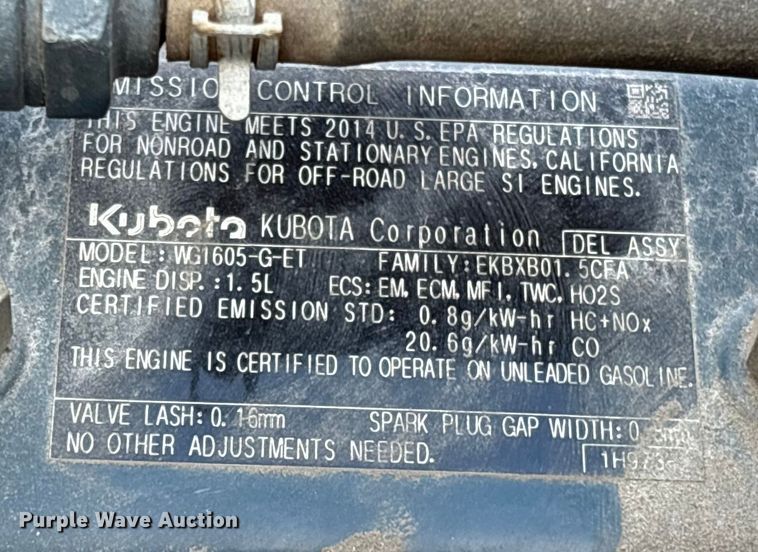 MISSION CONTROL INFORMATION
THIS ENGINE MEETS 2014 U.S. EPA REGULATIONS
FOR NONROAD AND STATIONARY ENGINES, CALIFORNIA
REGULATIONS FOR OFF-ROAD LARGE SI ENGINES.
Kubota KUBOTA Corporation DEL ASSY
MODEL: WG1605-G-ET FAMILY: EKBXB01.5CFA
ENGINE DISP.: 1.5L ECS: EM, ECM, MFI, TWC, HO2S
CERTIFIED EMISSION STD: 0.8g/kW-hr HC+NOx
20.6g/kW-hr CO
THIS ENGINE IS CERTIFIED TO OPERATE ON UNLEADED GASOLINE.
VALVE LASH: 0.16mm SPARK PLUG GAP WIDTH:
NO OTHER ADJUSTMENTS NEEDED.
Purple Wave Auction